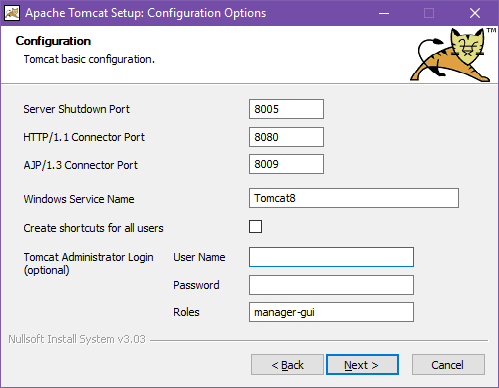 Apache Tomcat Setup: Configuration Options
Configuration
Tomcat basic configuration.
TM
Server Shutdown Port 8005
HTTP/1.1 Connector Port 8080
AJP/1.3 Connector Port 8009
Windows Service Name Tomcat8
Create shortcuts for all users
Tomcat Administrator Login User Name
(optional)
Password
Roles manager-gui
Nullsoft Install System v3.03
< Back Next > Cancel